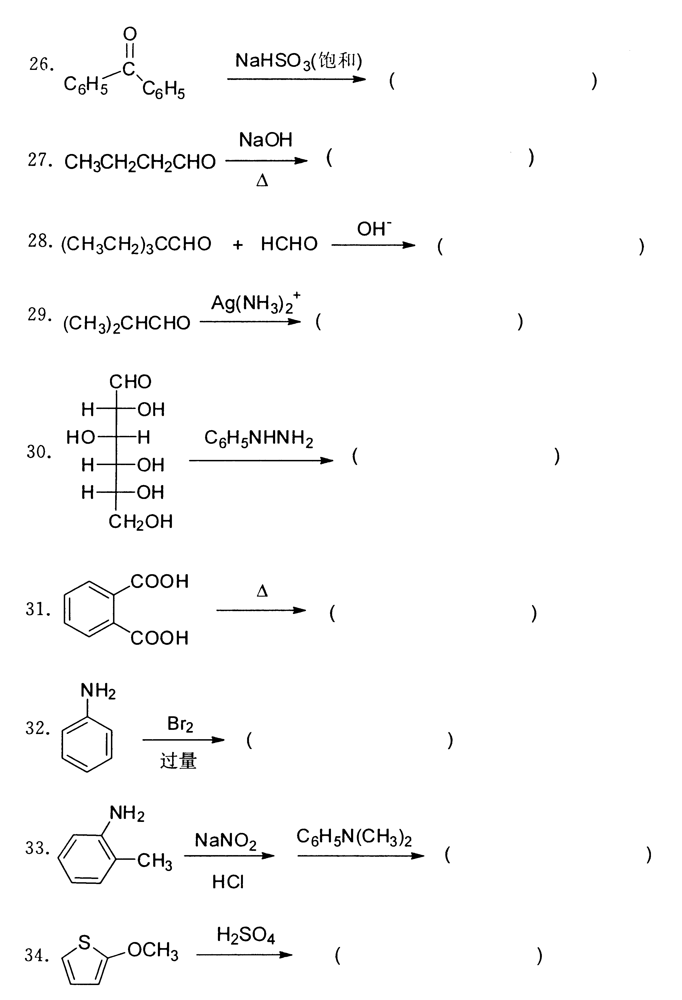 26. O
C
C6H5 C6H5 NaHSO3(饱和) ( )
27. CH3CH2CH2CHO NaOH Δ ( )
28. (CH3CH2)3CCHO + HCHO OH- ( )
29. (CH3)2CHCHO Ag(NH3)2+ ( )
CHO
H OH
HO H
30. C6H5NHNH2 ( )
H OH
H OH
CH2OH
COOH
31. Δ ( )
COOH
NH2
32. Br2 过量 ( )
NH2
33. CH3 NaNO2 HCl C6H5N(CH3)2 ( )
34. S OCH3 H2SO4 ( )